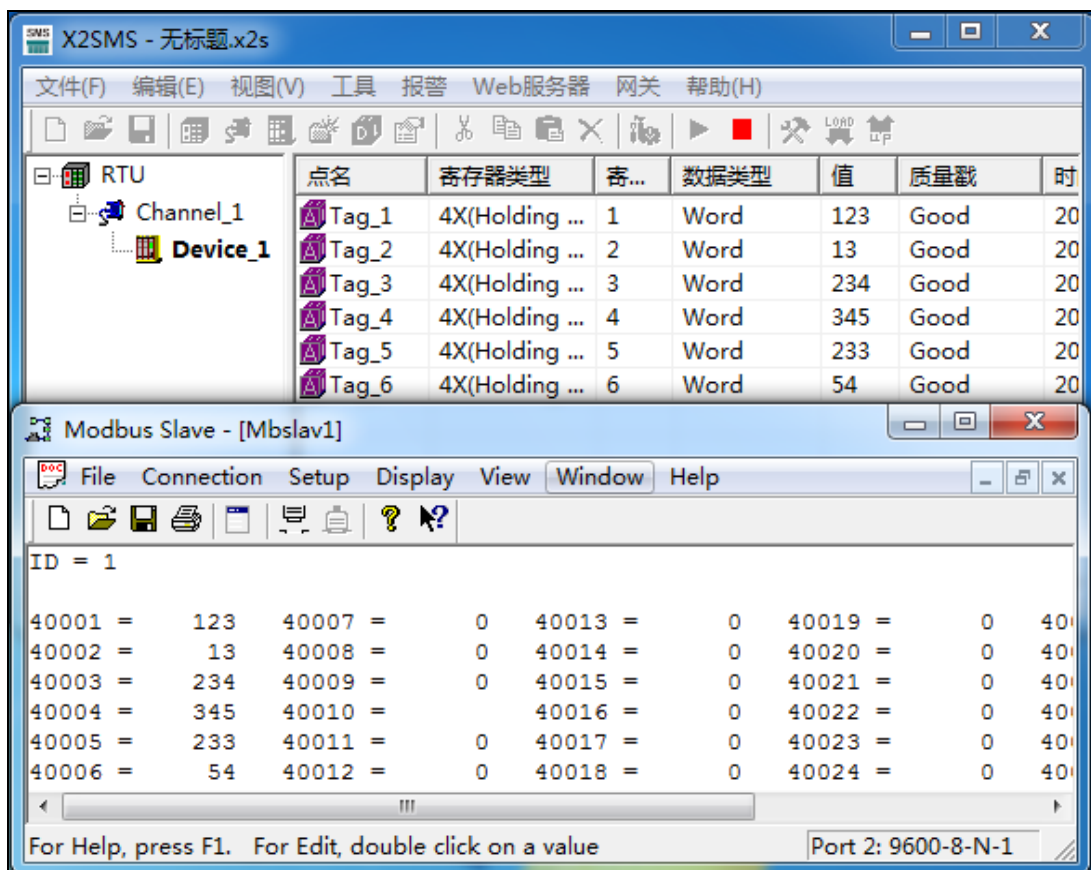 X2SMS - 无标题.x2s
文件(F) 编辑(E) 视图(V) 工具 报警 Web服务器 网关 帮助(H)
RTU
Channel_1
Device_1
点名 寄存器类型 寄... 数据类型 值 质量戳 时
Tag_1 4X(Holding ... 1 Word 123 Good 20
Tag_2 4X(Holding ... 2 Word 13 Good 20
Tag_3 4X(Holding ... 3 Word 234 Good 20
Tag_4 4X(Holding ... 4 Word 345 Good 20
Tag_5 4X(Holding ... 5 Word 233 Good 20
Tag_6 4X(Holding ... 6 Word 54 Good 20
Modbus Slave - [Mbslav1]
File Connection Setup Display View Window Help
ID = 1
40001 = 123 40007 = 0 40013 = 0 40019 = 0 40
40002 = 13 40008 = 0 40014 = 0 40020 = 0 40
40003 = 234 40009 = 0 40015 = 0 40021 = 0 40
40004 = 345 40010 = 40016 = 0 40022 = 0 40
40005 = 233 40011 = 0 40017 = 0 40023 = 0 40
40006 = 54 40012 = 0 40018 = 0 40024 = 0 40
For Help, press F1. For Edit, double click on a value Port 2: 9600-8-N-1